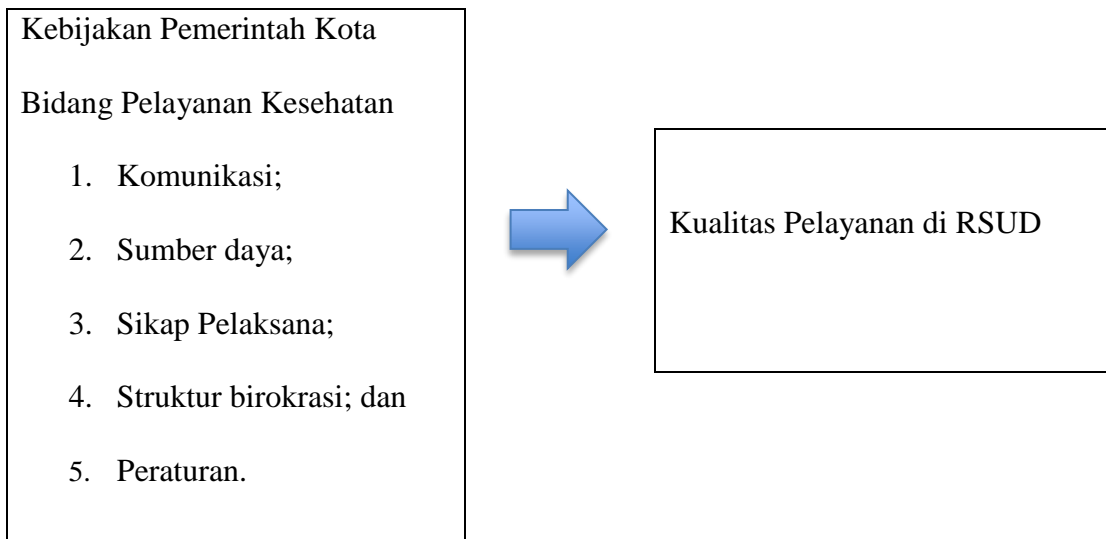 Kebijakan Pemerintah Kota
Bidang Pelayanan Kesehatan
1. Komunikasi;
2. Sumber daya;
3. Sikap Pelaksana;
4. Struktur birokrasi; dan
5. Peraturan.
Kualitas Pelayanan di RSUD